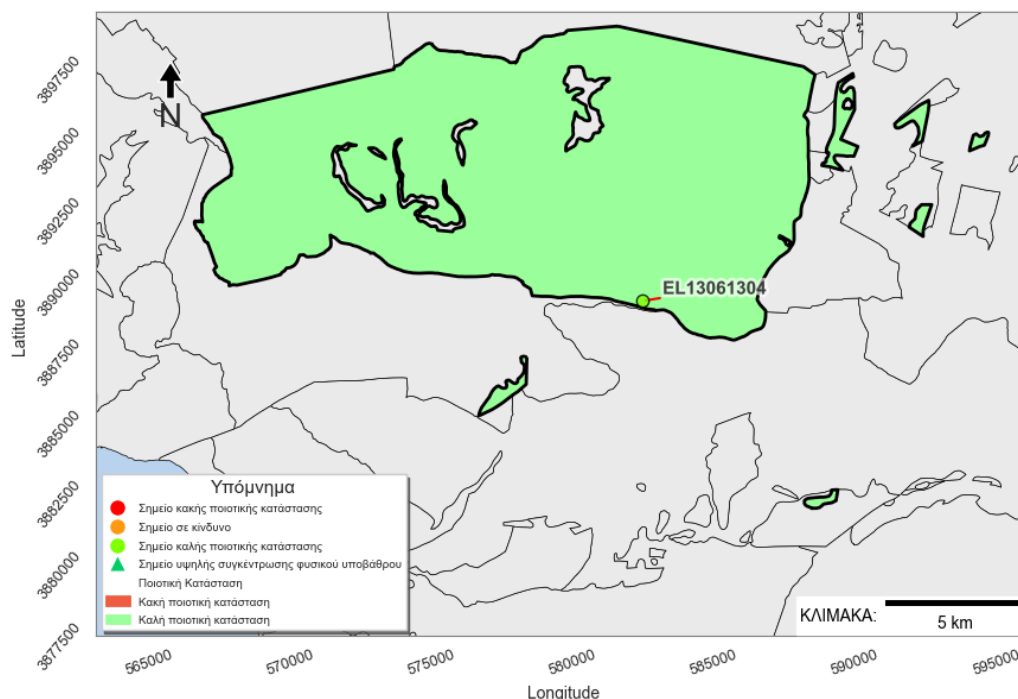 3897500
3895000
3892500
3890000
3887500
3885000
3882500
3880000
3877500
Latitude
N
EL13061304
Υπόμνημα
Σημείο κακής ποιοτικής κατάστασης
Σημείο σε κίνδυνο
Σημείο καλής ποιοτικής κατάστασης
Σημείο υψηλής συγκέντρωσης φυσικού υποβάθρου
Ποιοτική Κατάσταση
Κακή ποιοτική κατάσταση
Καλή ποιοτική κατάσταση
ΚΛΙΜΑΚΑ:
5 km
565000
570000
575000
580000
585000
590000
595000
Longitude